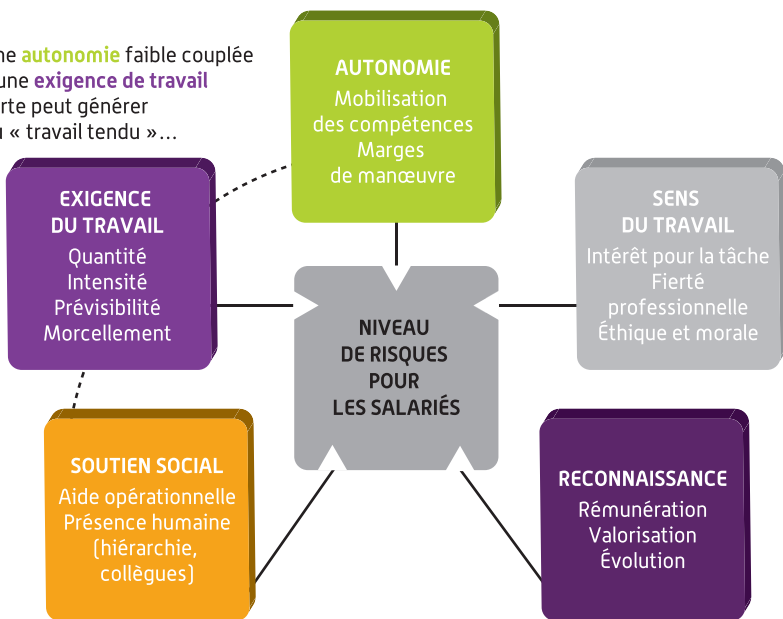 autonomie faible couplée
une exigence de travail
peut générer
« travail tendu »…
AUTONOMIE
Mobilisation
des compétences
Marges
de manœuvre
EXIGENCE
DU TRAVAIL
Quantité
Intensité
Prévisibilité
Morcellement
SENS
DU TRAVAIL
Intérêt pour la tâche
Fierté
professionnelle
Éthique et morale
NIVEAU
DE RISQUES
POUR
LES SALARIÉS
SOUTIEN SOCIAL
Aide opérationnelle
Présence humaine
(hiérarchie,
collègues)
RECONNAISSANCE
Rémunération
Valorisation
Évolution